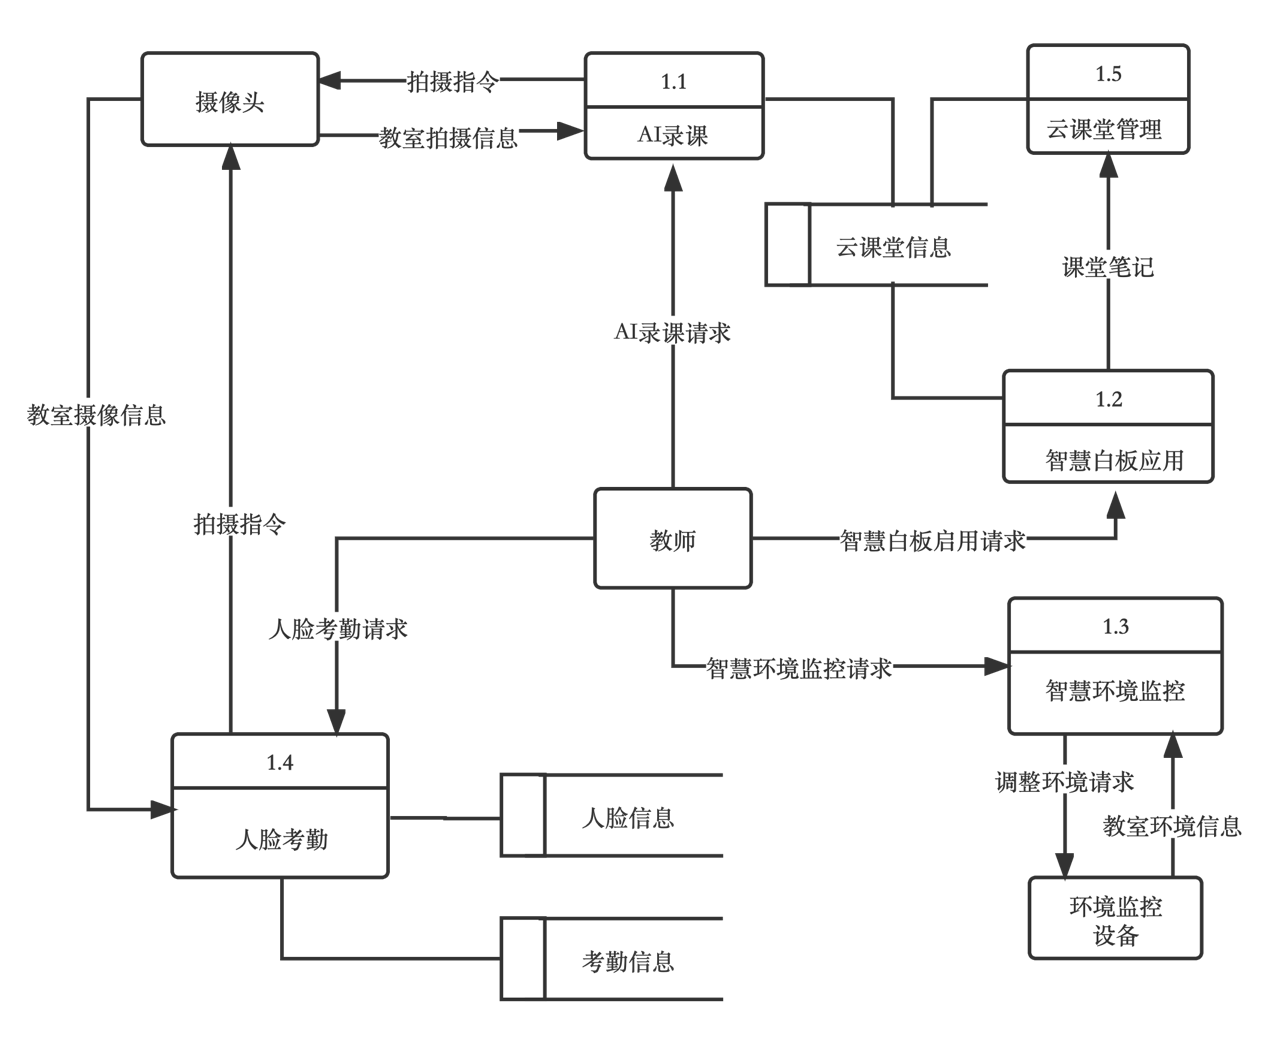 摄像头
拍摄指令
教室拍摄信息
1.1
AI录课
1.5
云课堂管理
云课堂信息
课堂笔记
AI录课请求
1.2
智慧白板应用
教室摄像信息
拍摄指令
教师
智慧白板启用请求
人脸考勤请求
智慧环境监控请求
1.3
智慧环境监控
1.4
人脸考勤
人脸信息
调整环境请求
教室环境信息
环境监控
设备
考勤信息